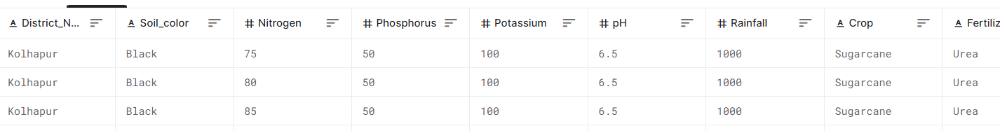 District_N... Soil_color # Nitrogen # Phosphorus # Potassium # pH # Rainfall Crop Fertiliz
Kolhapur Black 75 50 100 6.5 1000 Sugarcane Urea
Kolhapur Black 80 50 100 6.5 1000 Sugarcane Urea
Kolhapur Black 85 50 100 6.5 1000 Sugarcane Urea